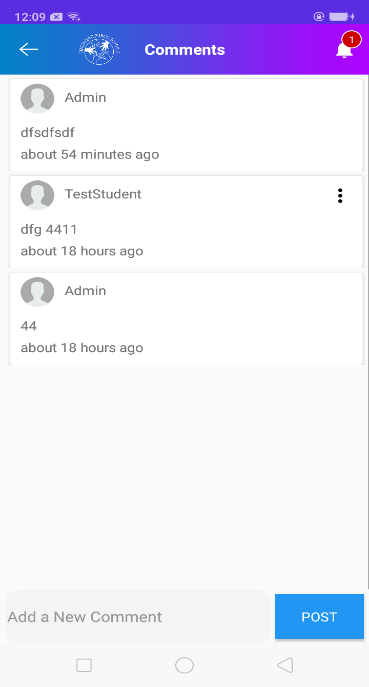 12:09
Comments
1
Admin
dfsdfsdf
about 54 minutes ago
TestStudent
dfg 4411
about 18 hours ago
Admin
44
about 18 hours ago
Add a New Comment
POST